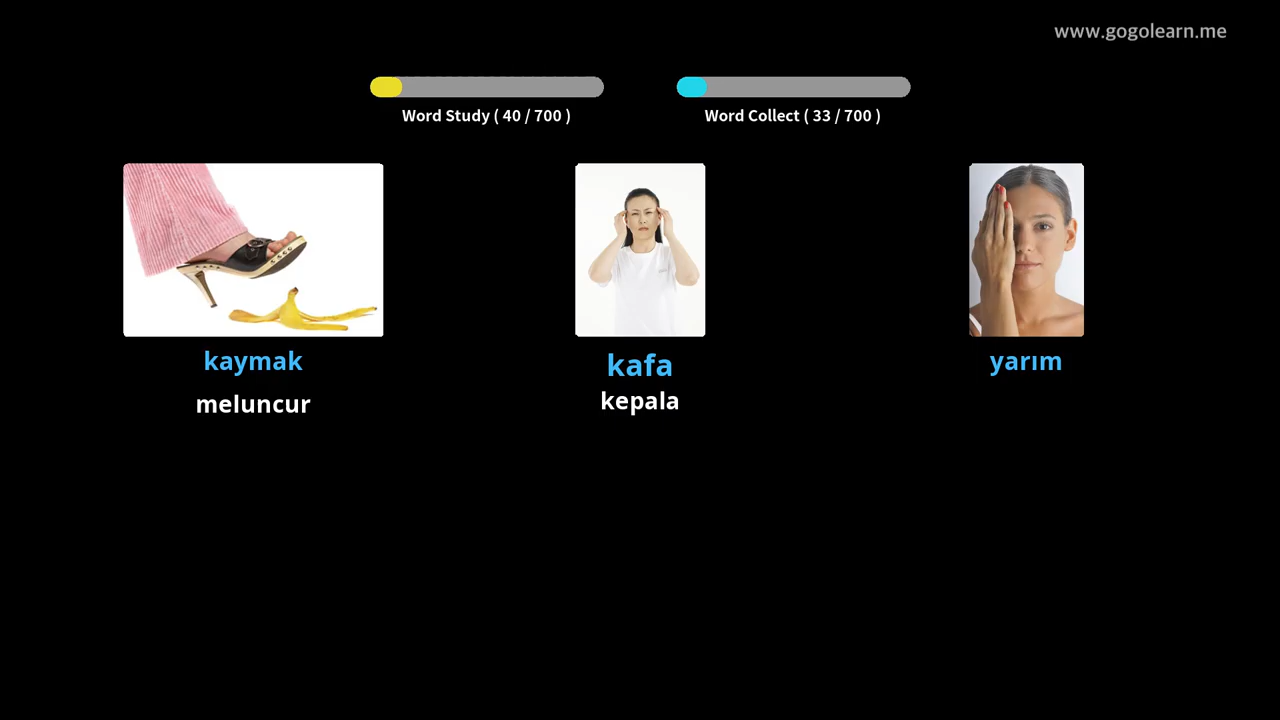 www.gogolearn.me
Word Study ( 40 / 700 )
Word Collect ( 33 / 700 )
kaymak
meluncur
kafa
kepala
yarım